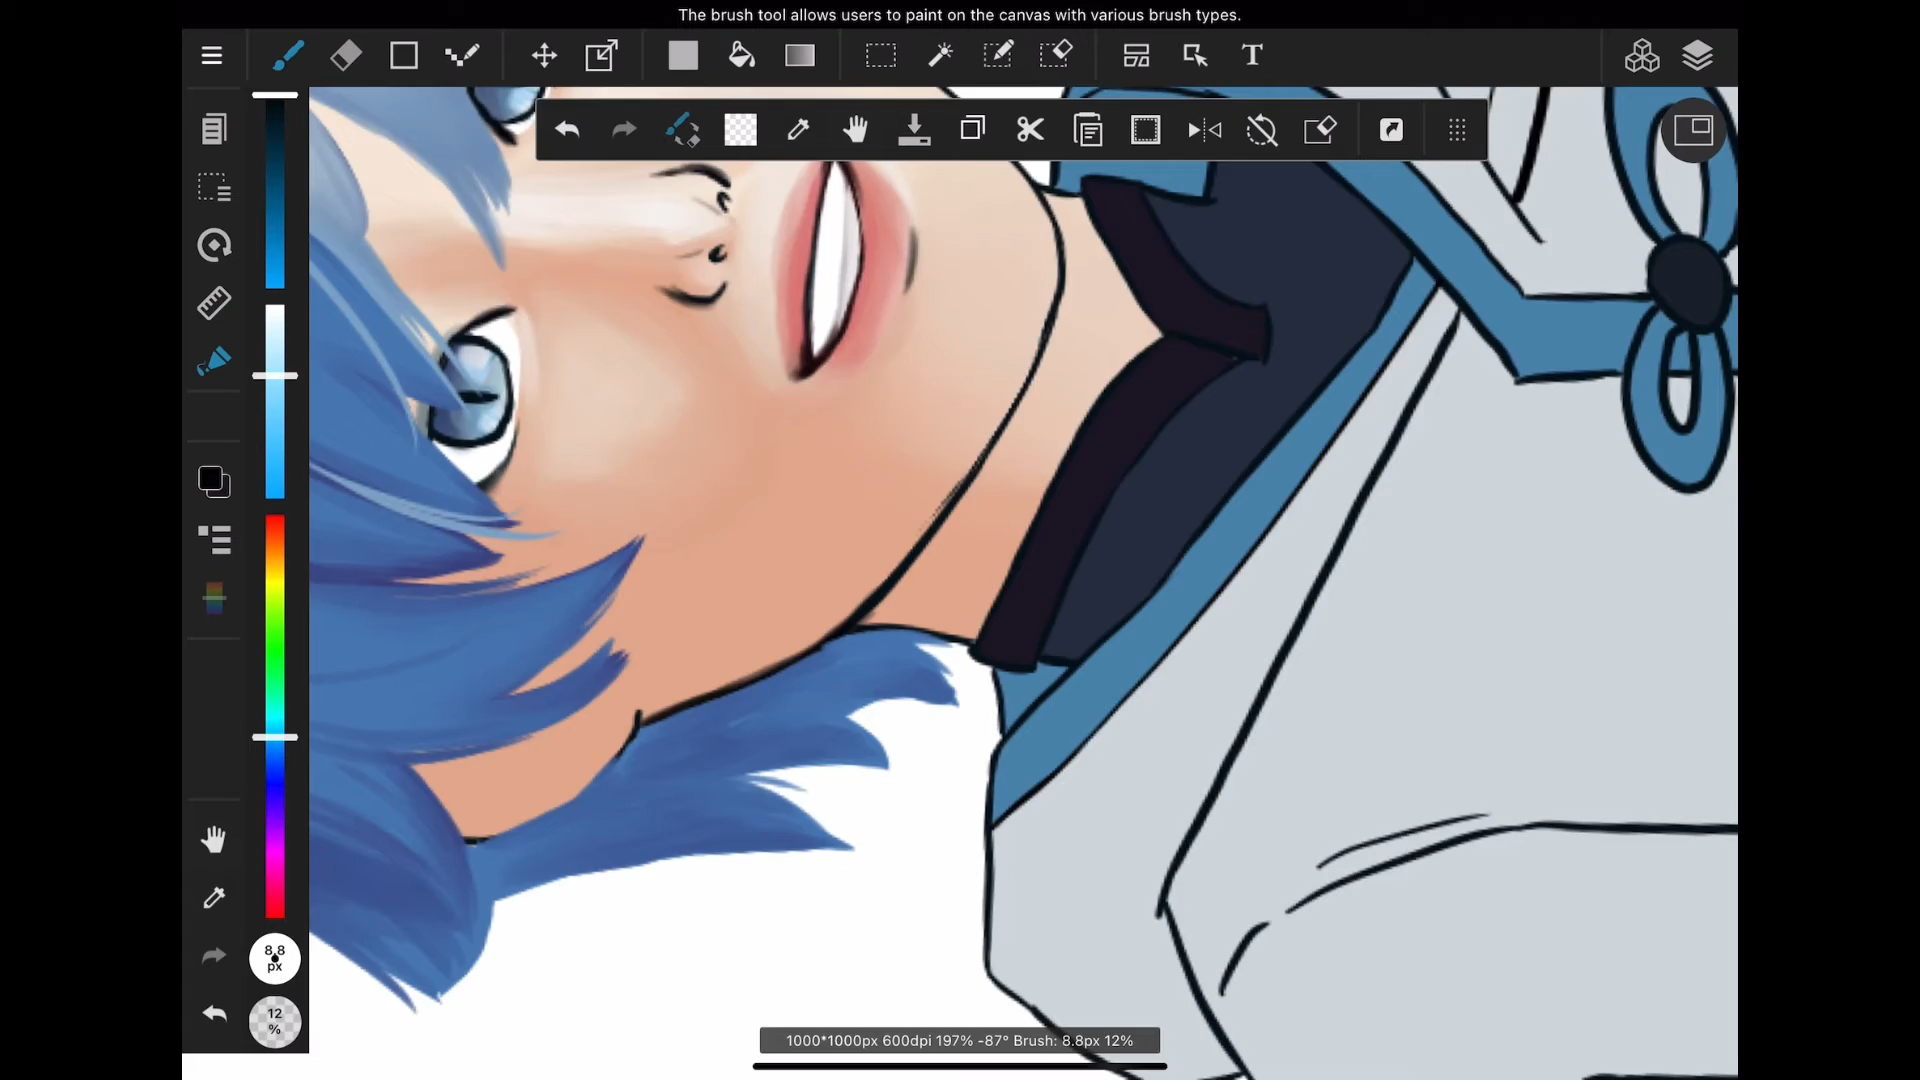 The brush tool allows users to paint on the canvas with various brush types.
T
8.8
px
12
%
1000*1000px 600dpi 197% -87° Brush: 8.8px 12%